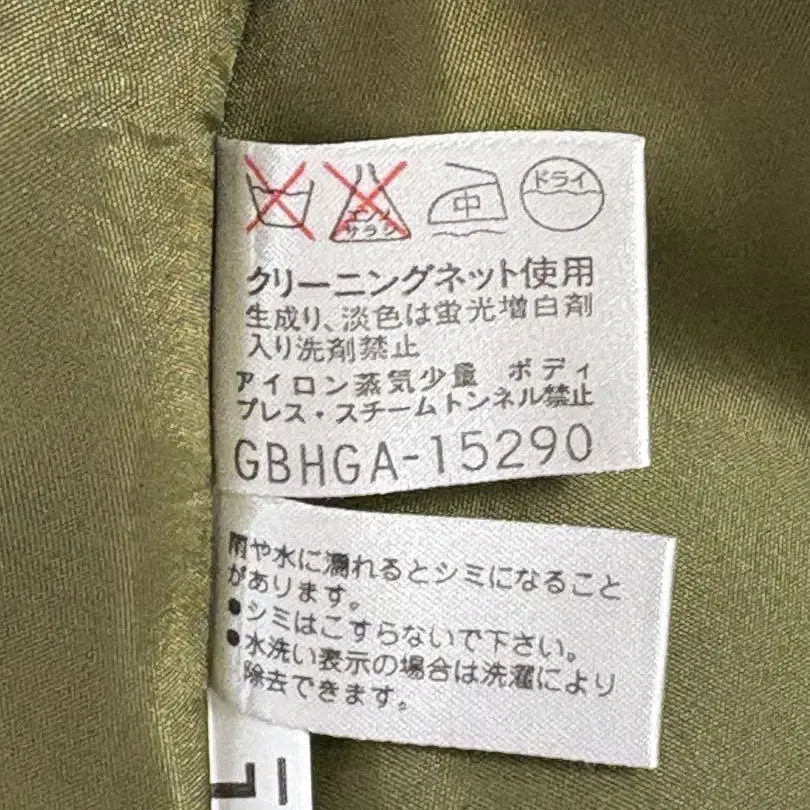 エンソ
サラシ
中
ドライ
クリーニングネット使用
生成り、淡色は蛍光増白剤
入り洗剤禁止
アイロン蒸気少量 ボディ
プレス・スチームトンネル禁止
GBHGA-15290
雨や水に濡れるとシミになること
があります。
●シミはこすらないで下さい。
●水洗い表示の場合は洗濯により
除去できます。